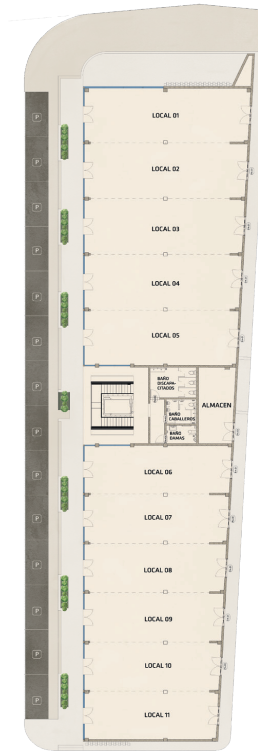 LOCAL 01
LOCAL 02
LOCAL 03
LOCAL 04
LOCAL 05
BAÑO
DISCAPA-
CITADOS
BAÑO
CABALLEROS
BAÑO
DAMAS
ALMACEN
LOCAL 06
LOCAL 07
LOCAL 08
LOCAL 09
LOCAL 10
LOCAL 11
P
P
P
P
P
P
P
P
P
P
P
P
P
P